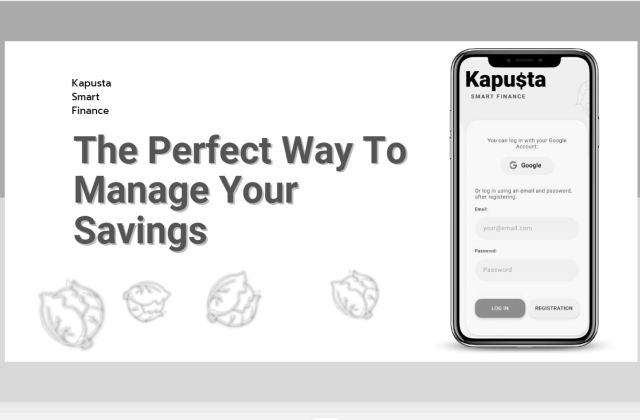 Kapusta
Smart
Finance
The Perfect Way To
Manage Your
Savings
Kapu$ta
SMART FINANCE
You can log in with your Google
Account:
Google
Or log in using an email and password,
after registering:
Email:
your@email.com
Password:
Password
LOG IN
REGISTRATION